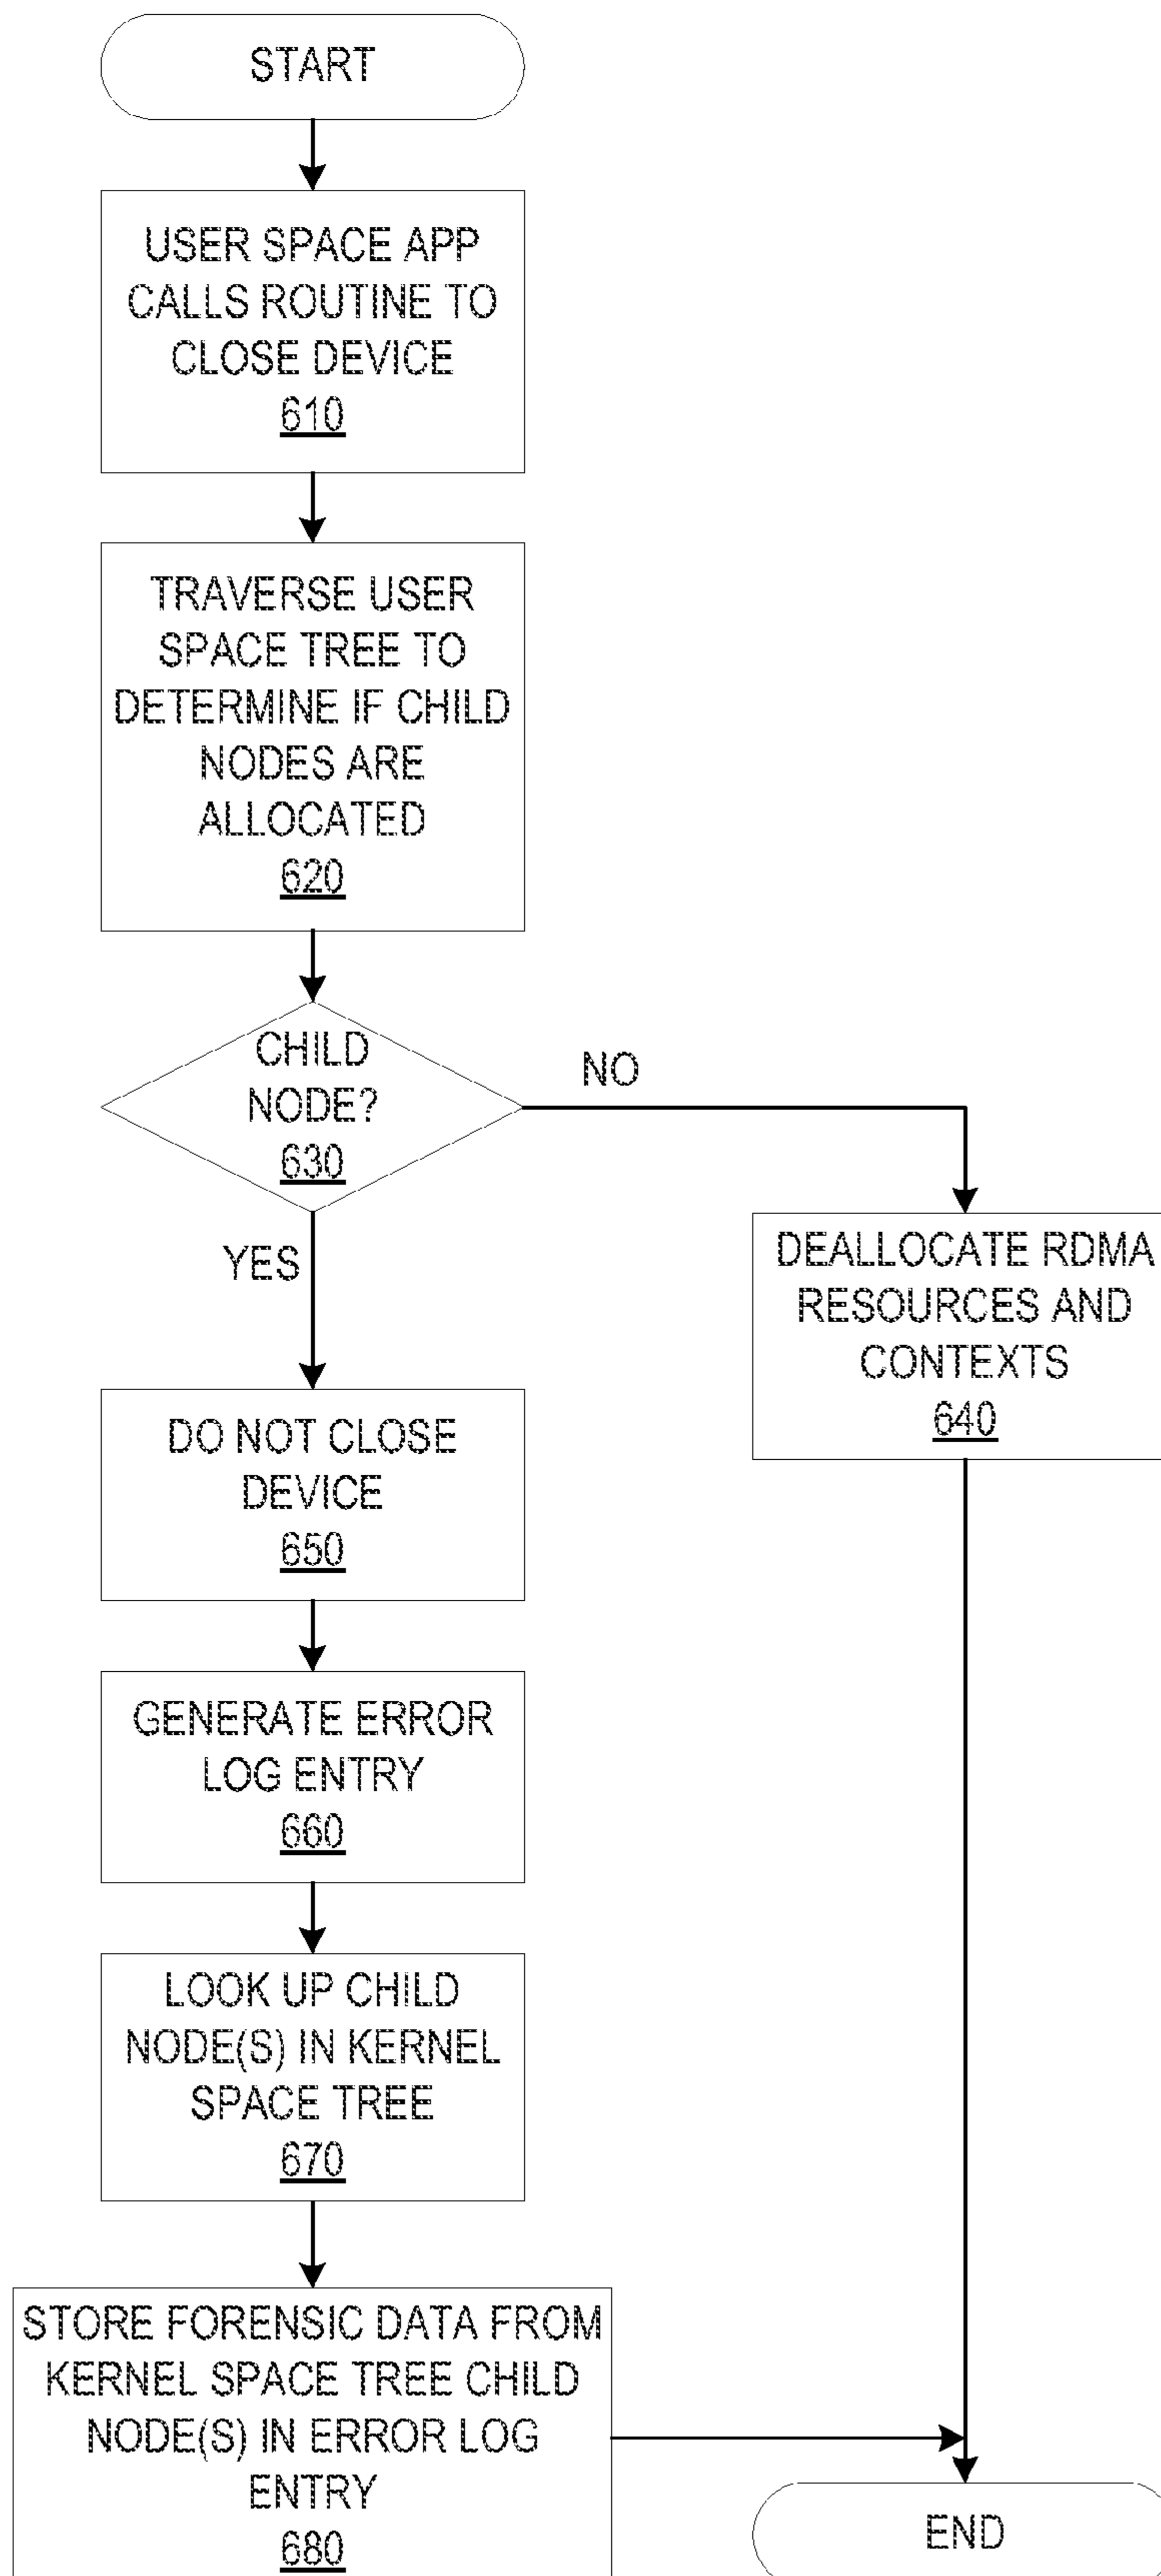 START
USER SPACE APP
CALLS ROUTINE TO
CLOSE DEVICE
610
TRAVERSE USER
SPACE TREE TO
DETERMINE IF CHILD
NODES ARE
ALLOCATED
620
CHILD
NODE?
630
NO
YES
DEALLOCATE RDMA
RESOURCES AND
CONTEXTS
640
DO NOT CLOSE
DEVICE
650
GENERATE ERROR
LOG ENTRY
660
LOOK UP CHILD
NODE(S) IN KERNEL
SPACE TREE
670
STORE FORENSIC DATA FROM
KERNEL SPACE TREE CHILD
NODE(S) IN ERROR LOG
ENTRY
680
END